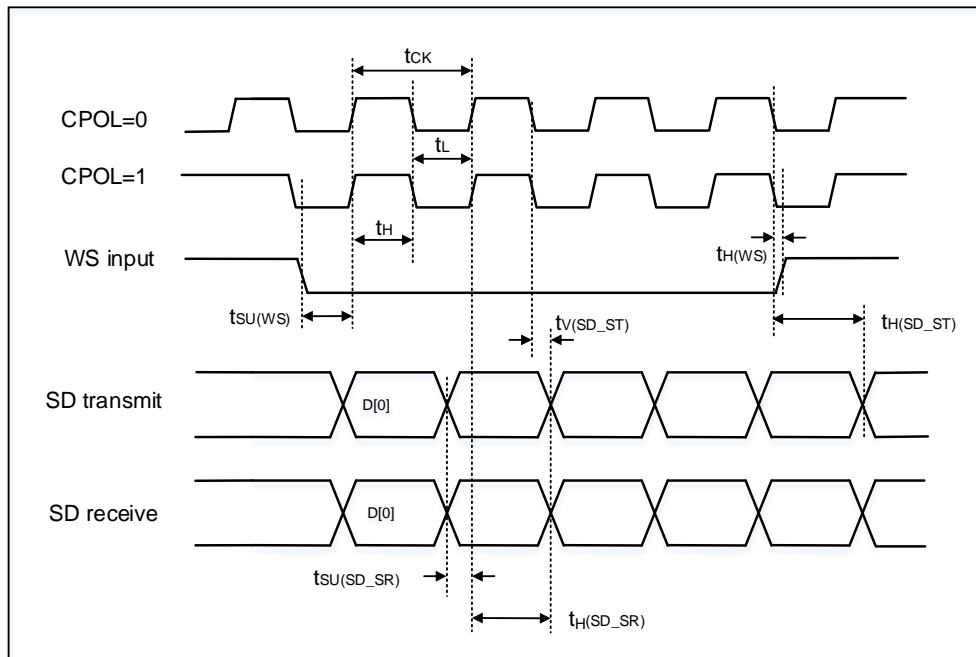 tCK
CPOL=0
tL
CPOL=1
tH
tH(WS)
WS input
tSU(WS)
tV(SD_ST)
tH(SD_ST)
SD transmit
D[0]
SD receive
D[0]
tSU(SD_SR)
tH(SD_SR)